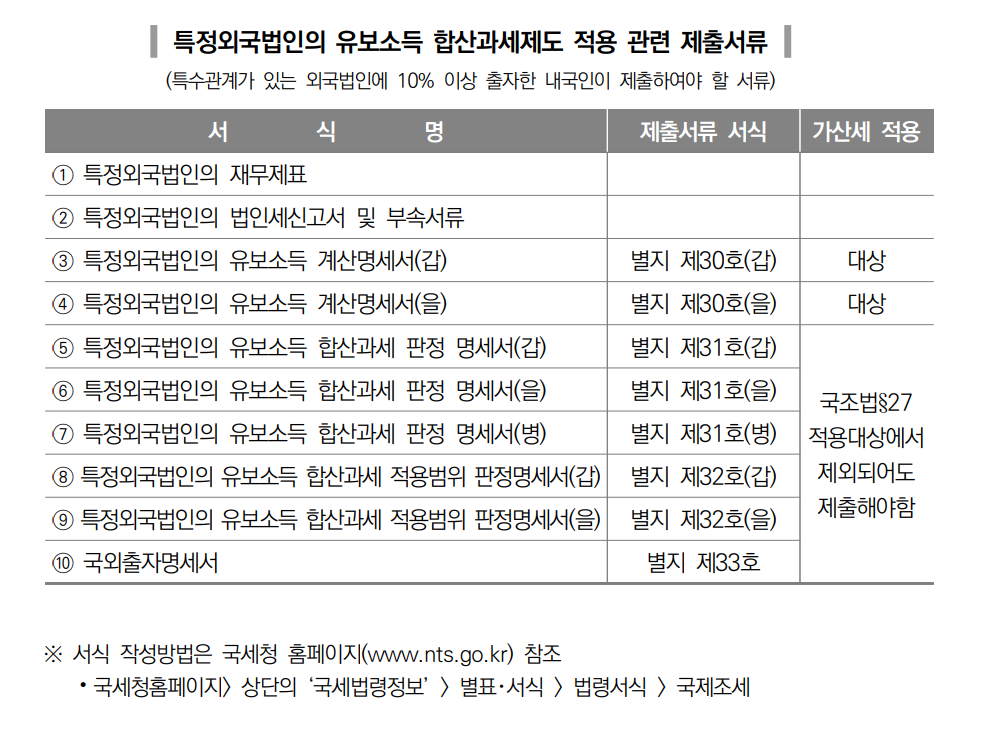 특정외국법인의 유보소득 합산과세제도 적용 관련 제출서류
(특수관계가 있는 외국법인에 10% 이상 출자한 내국인이 제출하여야 할 서류)
서 식 명 제출서류 서식 가산세 적용
① 특정외국법인의 재무제표
② 특정외국법인의 법인세신고서 및 부속서류
③ 특정외국법인의 유보소득 계산명세서(갑) 별지 제30호(갑) 대상
④ 특정외국법인의 유보소득 계산명세서(을) 별지 제30호(을) 대상
⑤ 특정외국법인의 유보소득 합산과세 판정 명세서(갑) 별지 제31호(갑)
⑥ 특정외국법인의 유보소득 합산과세 판정 명세서(을) 별지 제31호(을)
⑦ 특정외국법인의 유보소득 합산과세 판정 명세서(병) 별지 제31호(병)
⑧ 특정외국법인의 유보소득 합산과세 적용범위 판정명세서(갑) 별지 제32호(갑)
⑨ 특정외국법인의 유보소득 합산과세 적용범위 판정명세서(을) 별지 제32호(을)
⑩ 국외출자명세서 별지 제33호
국조법§27
적용대상에서
제외되어도
제출해야함
※ 서식 작성방법은 국세청 홈페이지(www.nts.go.kr) 참조
• 국세청홈페이지〉 상단의 ‘국세법령정보’ 〉 별표·서식 〉 법령서식 〉 국제조세